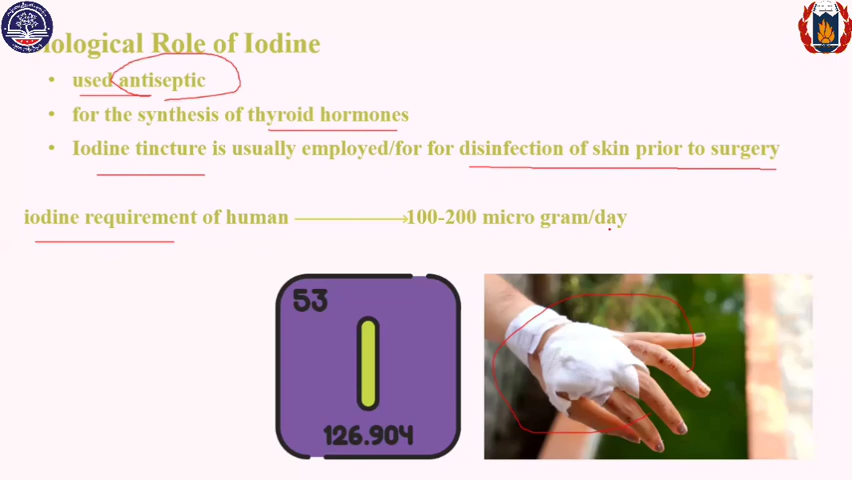 iological Role of Iodine
• used antiseptic
• for the synthesis of thyroid hormones
• Iodine tincture is usually employed/for for disinfection of skin prior to surgery
iodine requirement of human ————→100-200 micro gram/day
53
I
126.904